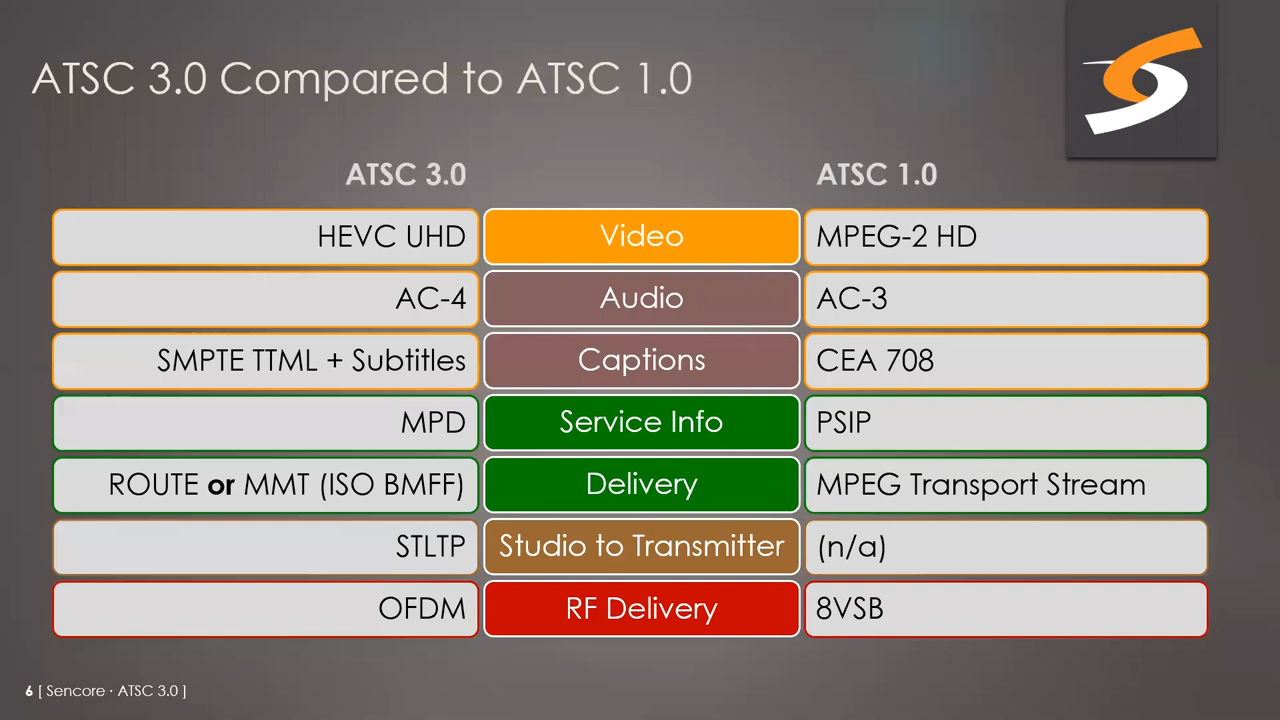 ATSC 3.0 Compared to ATSC 1.0
ATSC 3.0 ATSC 1.0
HEVC UHD Video MPEG-2 HD
AC-4 Audio AC-3
SMPTE TTML + Subtitles Captions CEA 708
MPD Service Info PSIP
ROUTE or MMT (ISO BMFF) Delivery MPEG Transport Stream
STLTP Studio to Transmitter (n/a)
OFDM RF Delivery 8VSB
6 [ Sencore · ATSC 3.0 ]